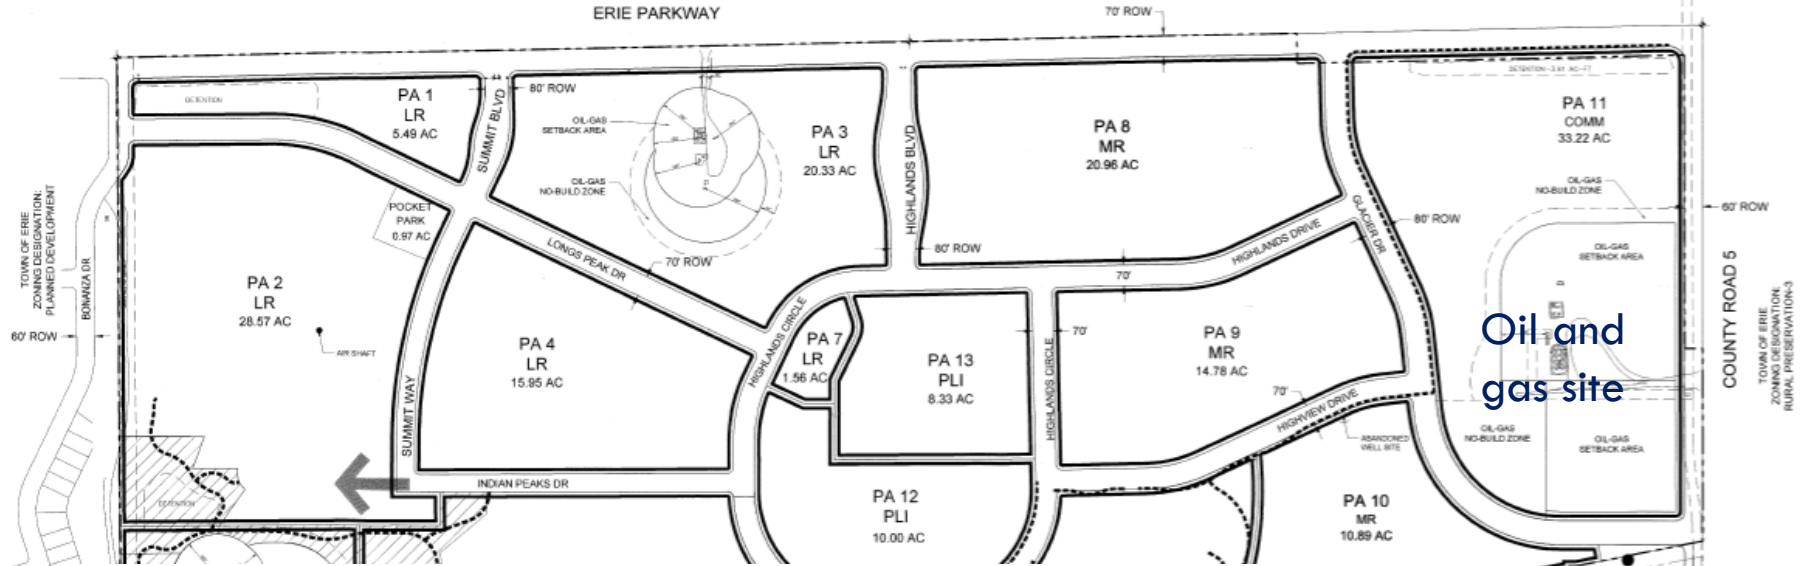 ERIE PARKWAY
70' ROW
DETENTION
PA 1
LR
5.49 AC
SUMMIT BLVD
80' ROW
OIL-GAS
SETBACK AREA
OIL-GAS
NO-BUILD ZONE
PA 3
LR
20.33 AC
HIGHLANDS BLVD
80' ROW
PA 8
MR
20.96 AC
PA 11
COMM
33.22 AC
OIL-GAS
NO-BUILD ZONE
60' ROW
TOWN OF ERIE
ZONING DESIGNATION:
PLANNED DEVELOPMENT
BONANZA DR
60' ROW
POCKET
PARK
0.97 AC
PA 2
LR
28.57 AC
AIR SHAFT
LONGS PEAK DR
70' ROW
HIGHLANDS DRIVE
70'
GLACIER DR
80' ROW
OIL-GAS
SETBACK AREA
COUNTY ROAD 5
TOWN OF ERIE
ZONING DESIGNATION:
RURAL PRESERVATION-3
SUMMIT WAY
PA 4
LR
15.95 AC
HIGHLANDS CIRCLE
PA 7
LR
1.56 AC
PA 13
PLI
8.33 AC
HIGHLANDS CIRCLE
70'
PA 9
MR
14.78 AC
70'
HIGHVIEW DRIVE
ABANDONED
WELL SITE
Oil and
gas site
OIL-GAS
NO-BUILD ZONE
OIL-GAS
SETBACK AREA
INDIAN PEAKS DR
DETENTION
PA 12
PLI
10.00 AC
PA 10
MR
10.89 AC